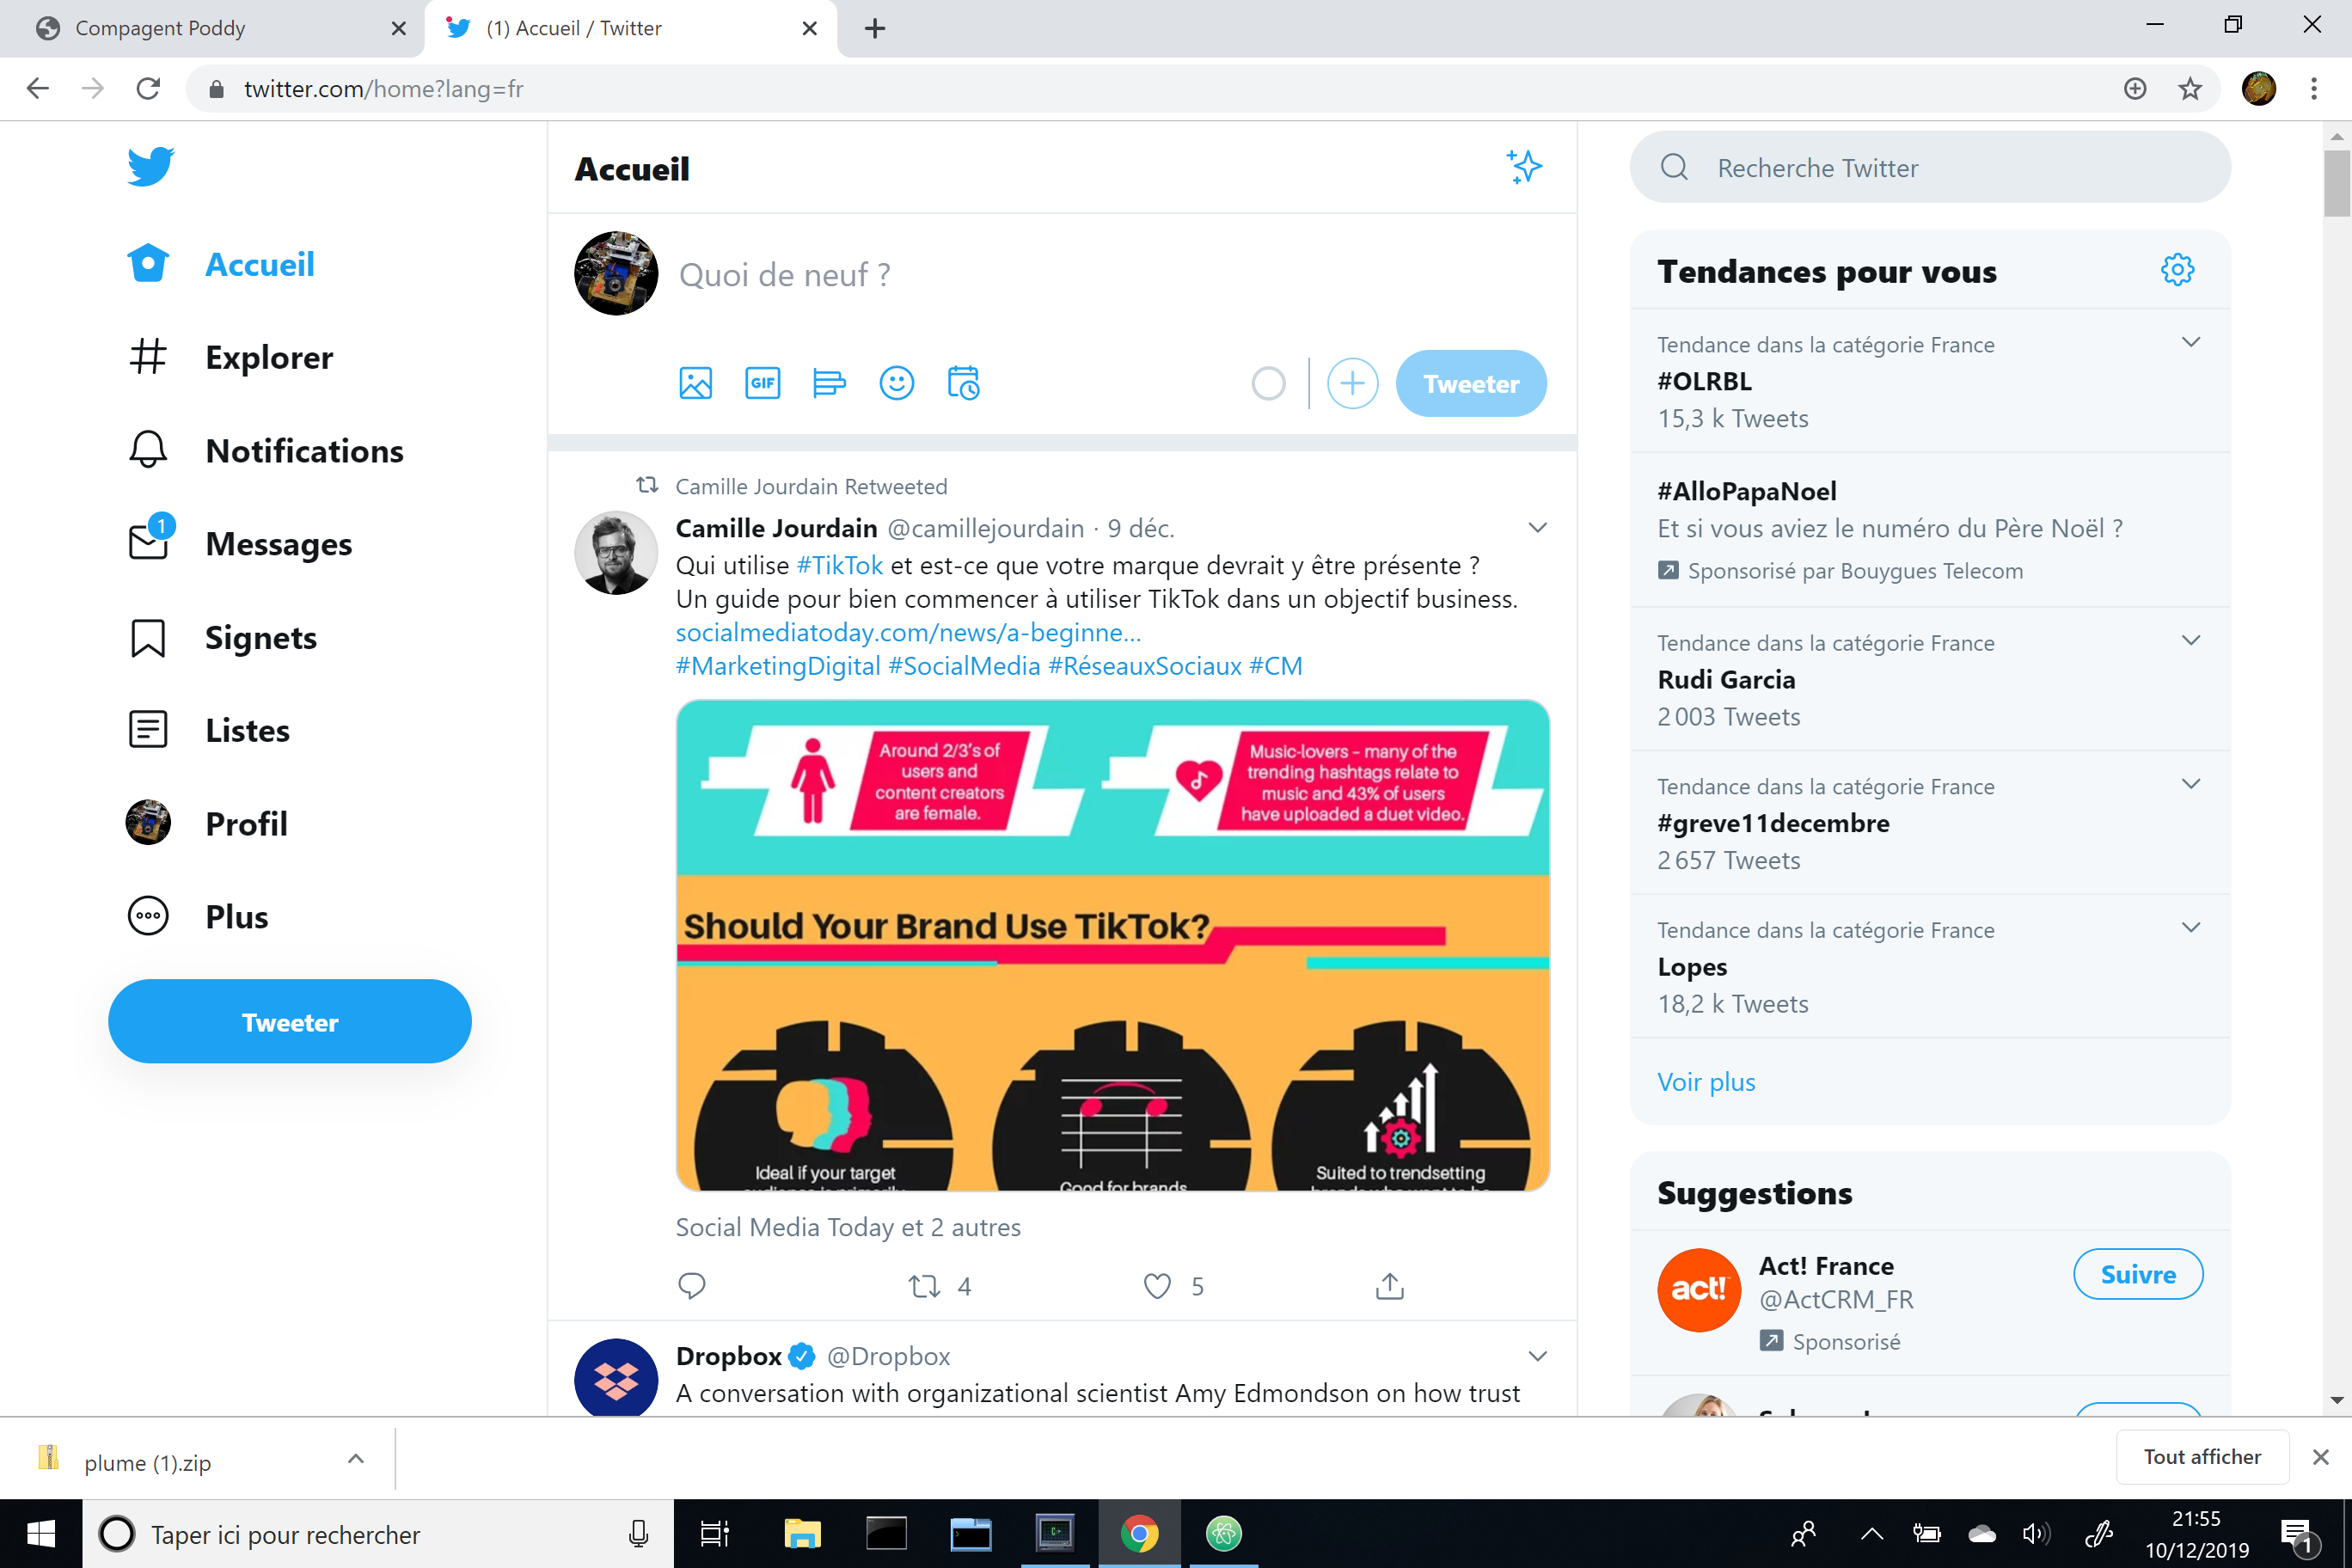 Compagent Poddy
(1) Accueil / Twitter
twitter.com/home?lang=fr
Accueil
Explorer
Notifications
1
Messages
Signets
Listes
Profil
Plus
Tweeter
Accueil
Quoi de neuf ?
GIF
Tweeter
Camille Jourdain Retweeted
Camille Jourdain @camillejourdain · 9 déc.
Qui utilise #TikTok et est-ce que votre marque devrait y être présente ?
Un guide pour bien commencer à utiliser TikTok dans un objectif business.
socialmediatoday.com/news/a-beginne...
#MarketingDigital #SocialMedia #RéseauxSociaux #CM
Around 2/3's of
users and
content creators
are female.
Music-lovers – many of the
trending hashtags relate to
music and 43% of users
have uploaded a duet video.
Should Your Brand Use TikTok?
Ideal if your target
Good for brands
Suited to trendsetting
Social Media Today et 2 autres
4
5
Dropbox @Dropbox
A conversation with organizational scientist Amy Edmondson on how trust
Recherche Twitter
Tendances pour vous
Tendance dans la catégorie France
#OLRBL
15,3 k Tweets
#AlloPapaNoel
Et si vous aviez le numéro du Père Noël ?
Sponsorisé par Bouygues Telecom
Tendance dans la catégorie France
Rudi Garcia
2 003 Tweets
Tendance dans la catégorie France
#greve11decembre
2 657 Tweets
Tendance dans la catégorie France
Lopes
18,2 k Tweets
Voir plus
Suggestions
act!
Act! France
@ActCRM_FR
Sponsorisé
Suivre
plume (1).zip
Tout afficher
Taper ici pour rechercher
21:55
10/12/2019
1